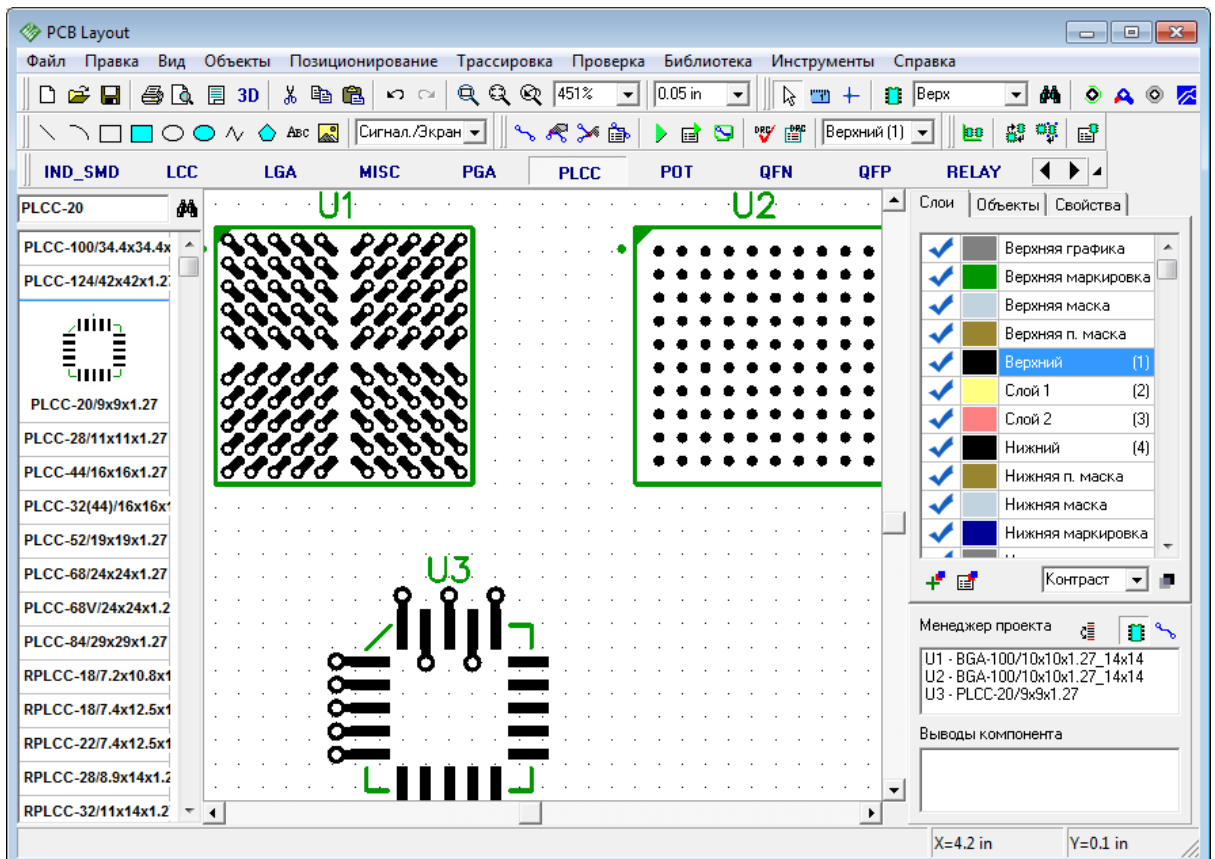 PCB Layout
Файл Правка Вид Объекты Позиционирование Трассировка Проверка Библиотека Инструменты Справка
3D 451% 0.05 in Верх
ABC Сигнал./Экран DRC DRC Верхний (1)
IND_SMD LCC LGA MISC PGA PLCC POT QFN QFP RELAY
PLCC-20
PLCC-100/34.4x34.4x
PLCC-124/42x42x1.27
PLCC-20/9x9x1.27
PLCC-28/11x11x1.27
PLCC-44/16x16x1.27
PLCC-32(44)/16x16x1
PLCC-52/19x19x1.27
PLCC-68/24x24x1.27
PLCC-68V/24x24x1.2
PLCC-84/29x29x1.27
RPLCC-18/7.2x10.8x1
RPLCC-18/7.4x12.5x1
RPLCC-22/7.4x12.5x1
RPLCC-28/8.9x14x1.2
RPLCC-32/11x14x1.2
U1
U2
U3
Слои Объекты Свойства
Верхняя графика
Верхняя маркировка
Верхняя маска
Верхняя п. маска
Верхний (1)
Слой 1 (2)
Слой 2 (3)
Нижний (4)
Нижняя п. маска
Нижняя маска
Нижняя маркировка
Контраст
Менеджер проекта
U1 - BGA-100/10x10x1.27_14x14
U2 - BGA-100/10x10x1.27_14x14
U3 - PLCC-20/9x9x1.27
Выводы компонента
X=4.2 in Y=0.1 in